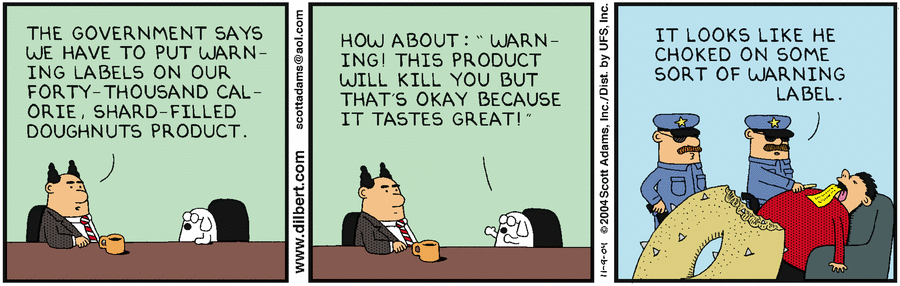 THE GOVERNMENT SAYS
WE HAVE TO PUT WARN-
ING LABELS ON OUR
FORTY-THOUSAND CAL-
ORIE, SHARD-FILLED
DOUGHNUTS PRODUCT.
www.dilbert.com scottadams@aol.com
HOW ABOUT: "WARN-
ING! THIS PRODUCT
WILL KILL YOU BUT
THAT'S OKAY BECAUSE
IT TASTES GREAT!"
11-9-04 © 2004 Scott Adams, Inc./Dist. by UFS, Inc.
IT LOOKS LIKE HE
CHOKED ON SOME
SORT OF WARNING
LABEL.